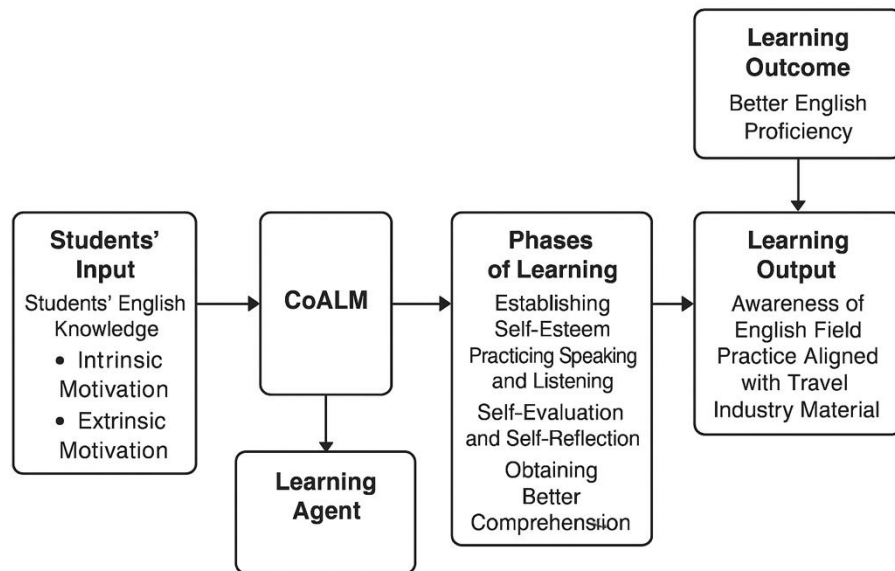 Learning
Outcome
Better English
Proficiency
Students'
Input
Students' English
Knowledge
• Intrinsic
Motivation
• Extrinsic
Motivation
CoALM
Learning
Agent
Phases
of Learning
Establishing
Self-Esteem
Practicing Speaking
and Listening
Self-Evaluation
and Self-Reflection
Obtaining
Better
Comprehension
Learning
Output
Awareness of
English Field
Practice Aligned
with Travel
Industry Material